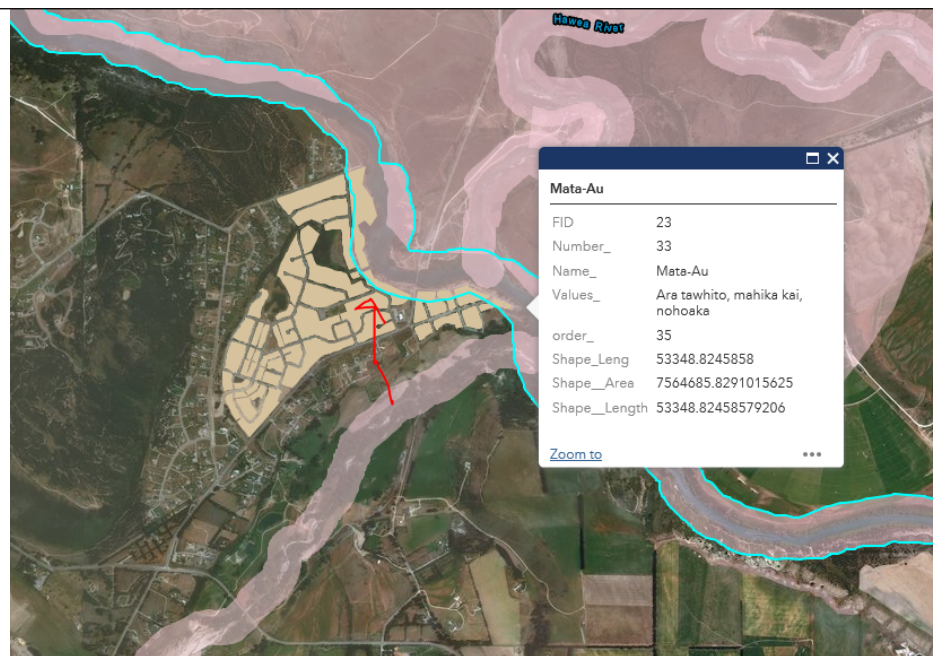 Hawea River
Mata-Au
FID 23
Number_ 33
Name_ Mata-Au
Values_ Ara tawhito, mahika kai,
nohoaka
order_ 35
Shape_Leng 53348.8245858
Shape__Area 7564685.8291015625
Shape__Length 53348.82458579206
Zoom to